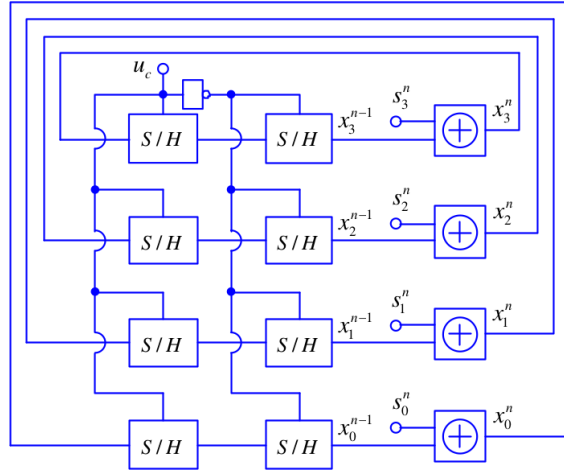 u_c
S / H S / H x_3^{n-1} s_3^n x_3^n
S / H S / H x_2^{n-1} s_2^n x_2^n
S / H S / H x_1^{n-1} s_1^n x_1^n
S / H S / H x_0^{n-1} s_0^n x_0^n